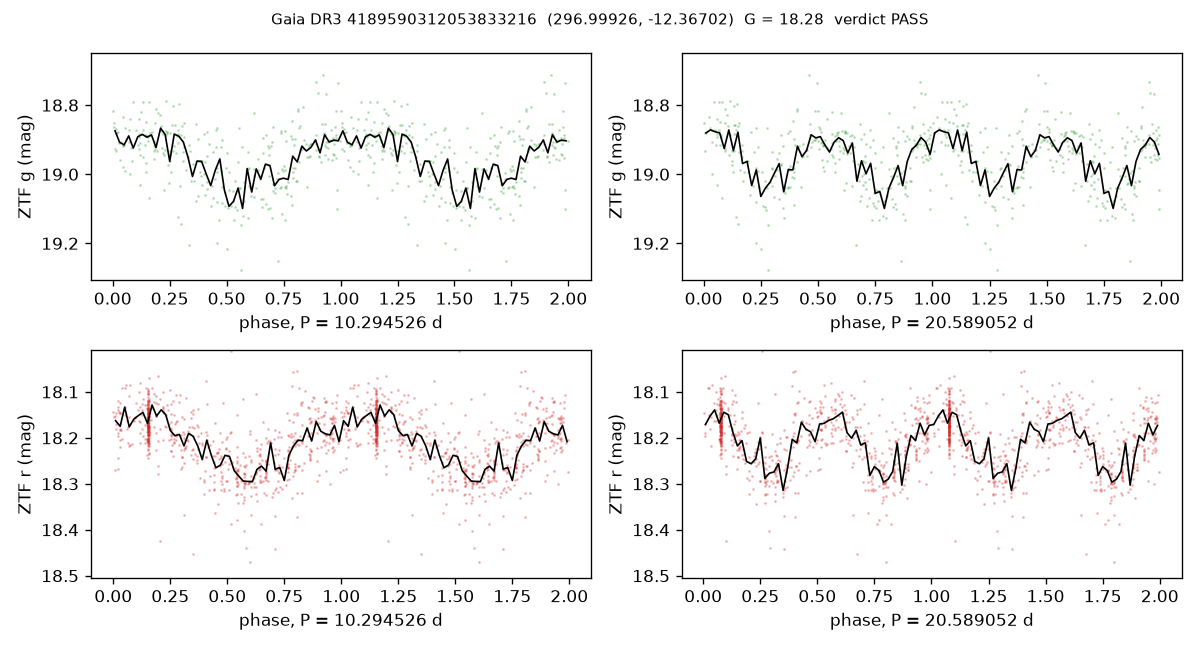 Gaia DR3 4189590312053833216 (296.99926, -12.36702) G = 18.28 verdict PASS
ZTF g (mag)
18.8
19.0
19.2
0.00 0.25 0.50 0.75 1.00 1.25 1.50 1.75 2.00
phase, P = 10.294526 d
ZTF g (mag)
0.00 0.25 0.50 0.75 1.00 1.25 1.50 1.75 2.00
phase, P = 20.589052 d
ZTF r (mag)
18.1
18.2
18.3
18.4
18.5
0.00 0.25 0.50 0.75 1.00 1.25 1.50 1.75 2.00
phase, P = 10.294526 d
ZTF r (mag)
18.1
18.2
18.3
18.4
18.5
0.00 0.25 0.50 0.75 1.00 1.25 1.50 1.75 2.00
phase, P = 20.589052 d